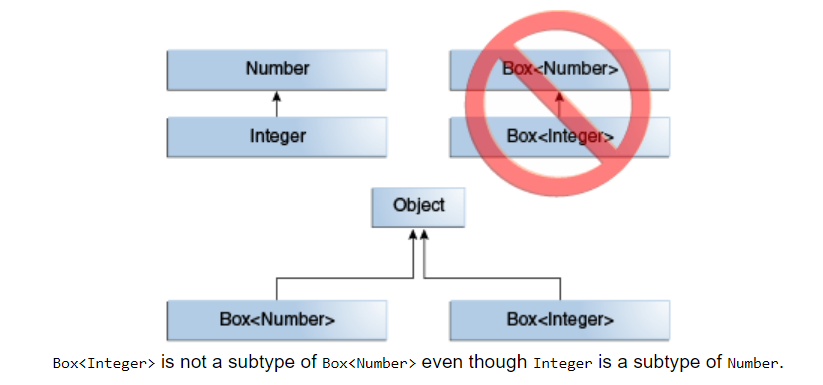 Number
Box<Number>
Integer
Box<Integer>
Object
Box<Number>
Box<Integer>
Box<Integer> is not a subtype of Box<Number> even though Integer is a subtype of Number.